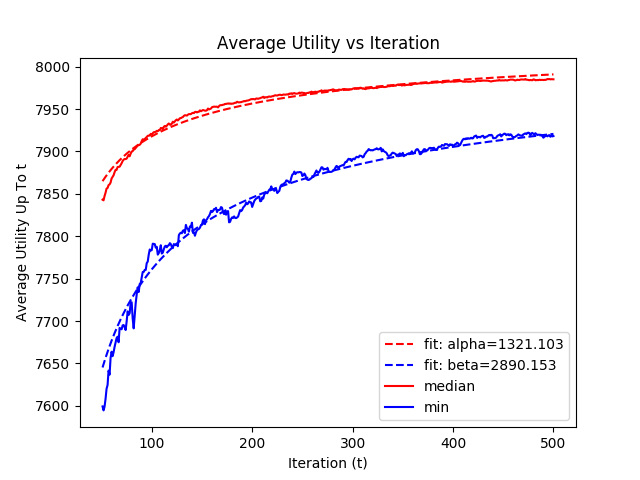 Average Utility vs Iteration
Average Utility Up To t
8000
7950
7900
7850
7800
7750
7700
7650
7600
fit: alpha=1321.103
fit: beta=2890.153
median
min
100 200 300 400 500
Iteration (t)